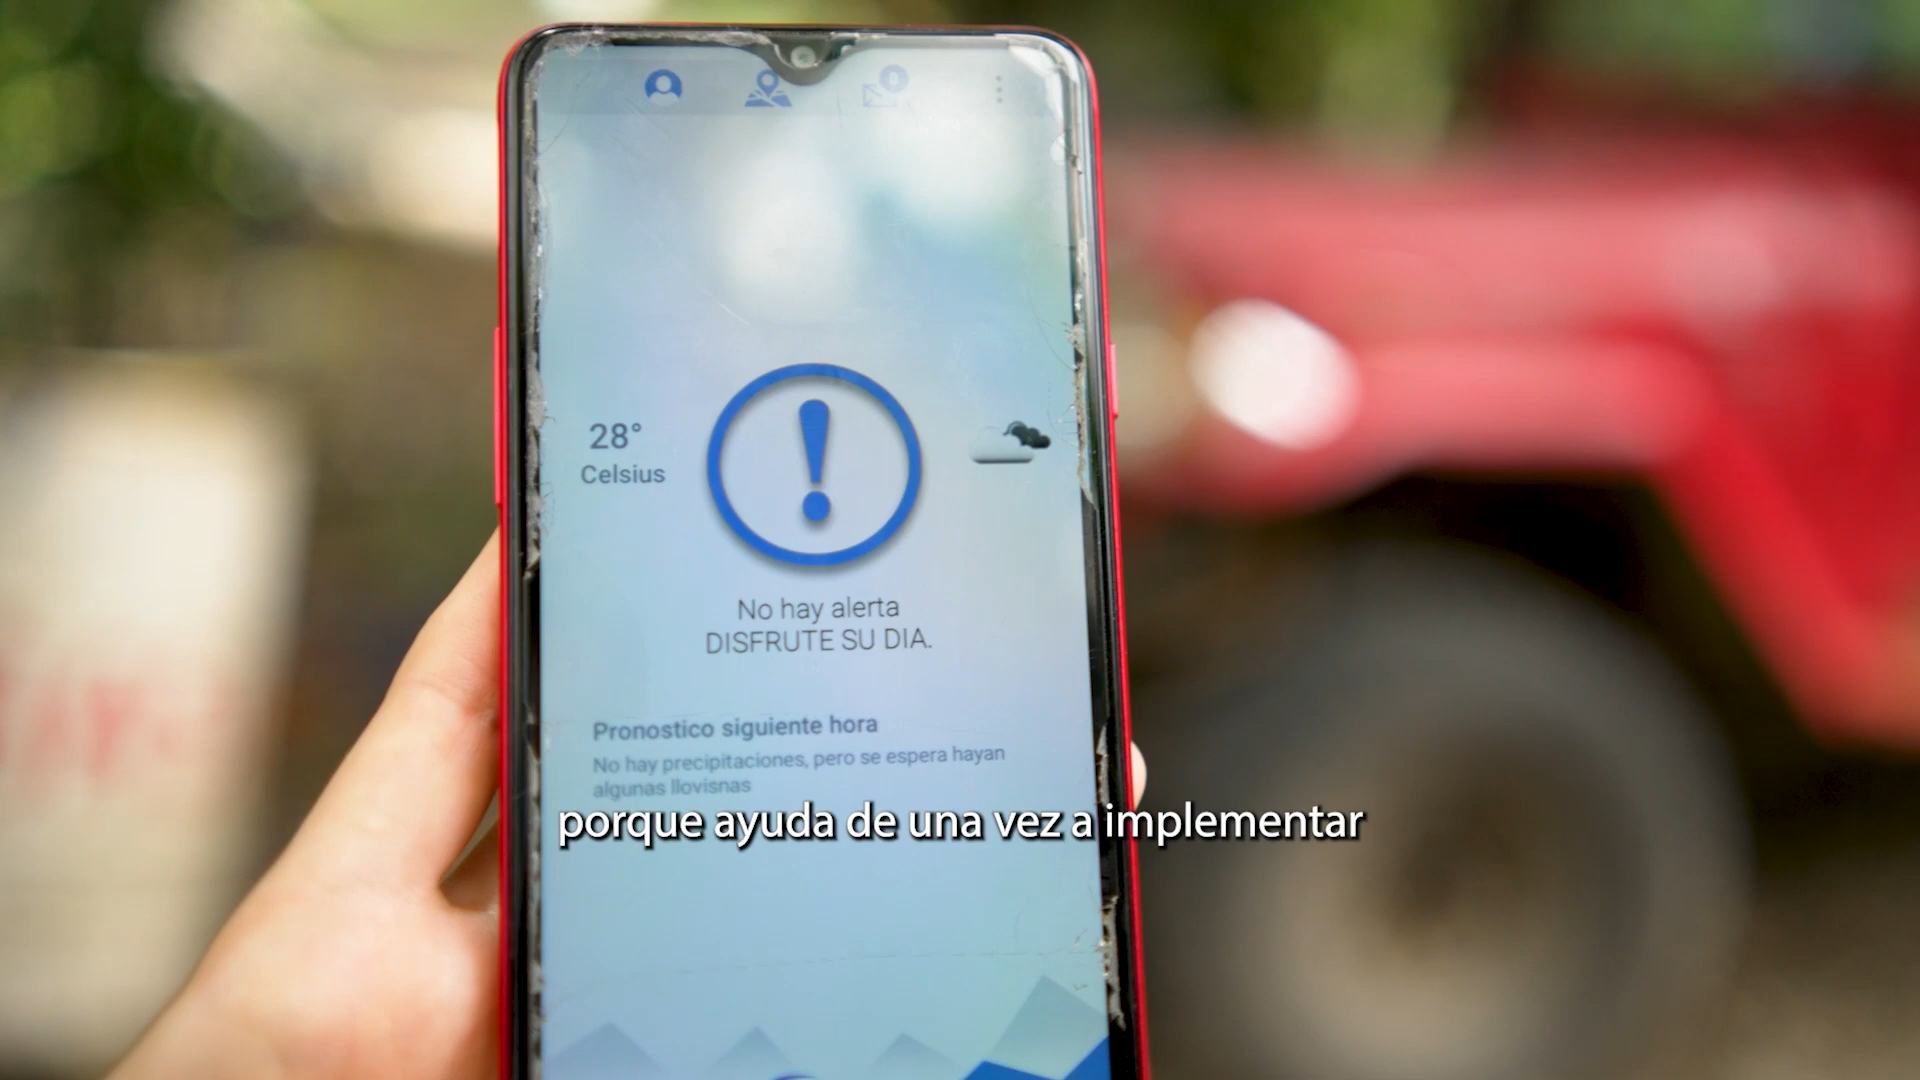 0
28°
Celsius
No hay alerta
DISFRUTE SU DIA.
Pronostico siguiente hora
No hay precipitaciones, pero se espera hayan
algunas llovisnas
porque ayuda de una vez a implementar